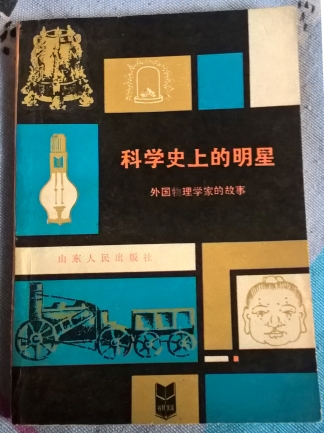 科学史上的明星
外国物理学家的故事
山东人民出版社